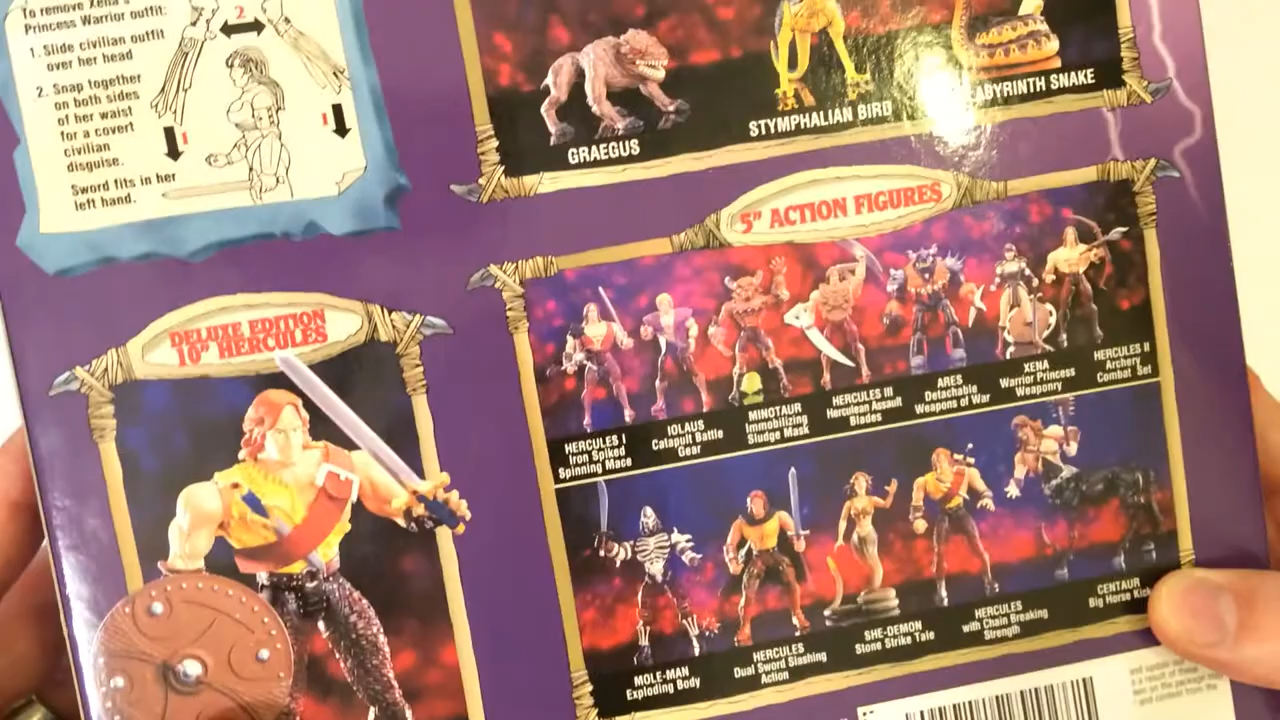 To remove Xena's
Princess Warrior outfit:
1. Slide civilian outfit
over her head
2. Snap together
on both sides
of her waist
for a covert
civilian
disguise.
Sword fits in her
left hand.
2
1
1
GRAEGUS
STYMPHALIAN BIRD
LABYRINTH SNAKE
5" ACTION FIGURES
HERCULES I
Iron Spiked
Spinning Mace
IOLAUS
Catapult Battle
Gear
MINOTAUR
Immobilizing
Sludge Mask
HERCULES III
Herculean Assault
Blades
ARES
Detachable
Weapons of War
XENA
Warrior Princess
Weaponry
HERCULES II
Archery
Combat Set
MOLE-MAN
Exploding Body
HERCULES
Dual Sword Slashing
Action
SHE-DEMON
Stone Strike Tale
HERCULES
with Chain Breaking
Strength
CENTAUR
Big Horse Kick
DELUXE EDITION
10" HERCULES